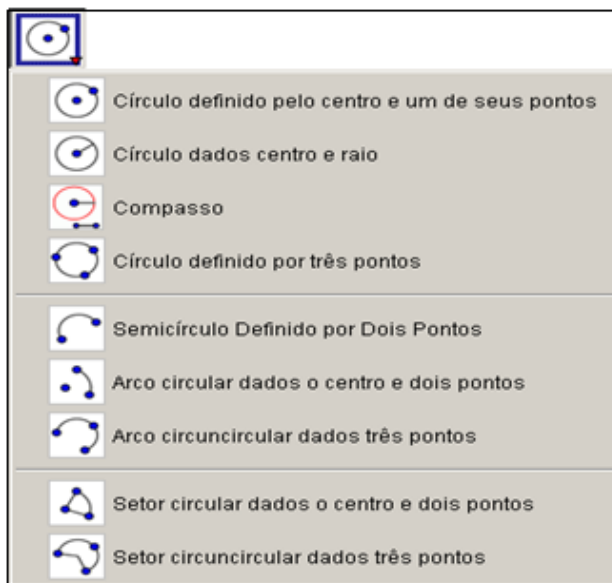 Círculo definido pelo centro e um de seus pontos
Círculo dados centro e raio
Compasso
Círculo definido por três pontos
Semicírculo Definido por Dois Pontos
Arco circular dados o centro e dois pontos
Arco circuncircular dados três pontos
Setor circular dados o centro e dois pontos
Setor circuncircular dados três pontos